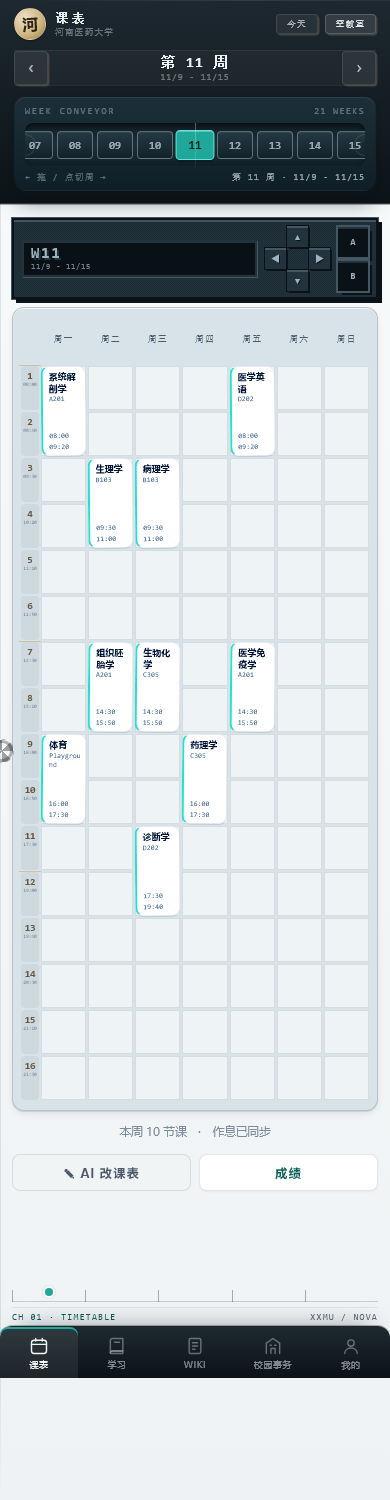 河
课表
河南医药大学
今天
空教室
‹
第 11 周
11/9 - 11/15
›
WEEK CONVEYOR
21 WEEKS
07 08 09 10 11 12 13 14 15
← 拖 / 点切周 →
第 11 周 · 11/9 - 11/15
W11
11/9 - 11/15
A
B
周一 周二 周三 周四 周五 周六 周日
1
系统解剖学
A201
08:00
09:20
医学英语
D202
08:00
09:20
2
3
生理学
B103
09:30
11:00
病理学
B103
09:30
11:00
4
5
6
7
组织胚胎学
A201
14:30
15:50
生物化学
C305
14:30
15:50
医学免疫学
A201
14:30
15:50
8
9
体育
Playground
16:00
17:30
药理学
C305
16:00
17:30
10
11
诊断学
D202
17:30
19:40
12
13
14
15
16
本周 10 节课 · 作息已同步
AI 改课表
成绩
CH 01 · TIMETABLE
XXMU / NOVA
课表
学习
WIKI
校园事务
我的